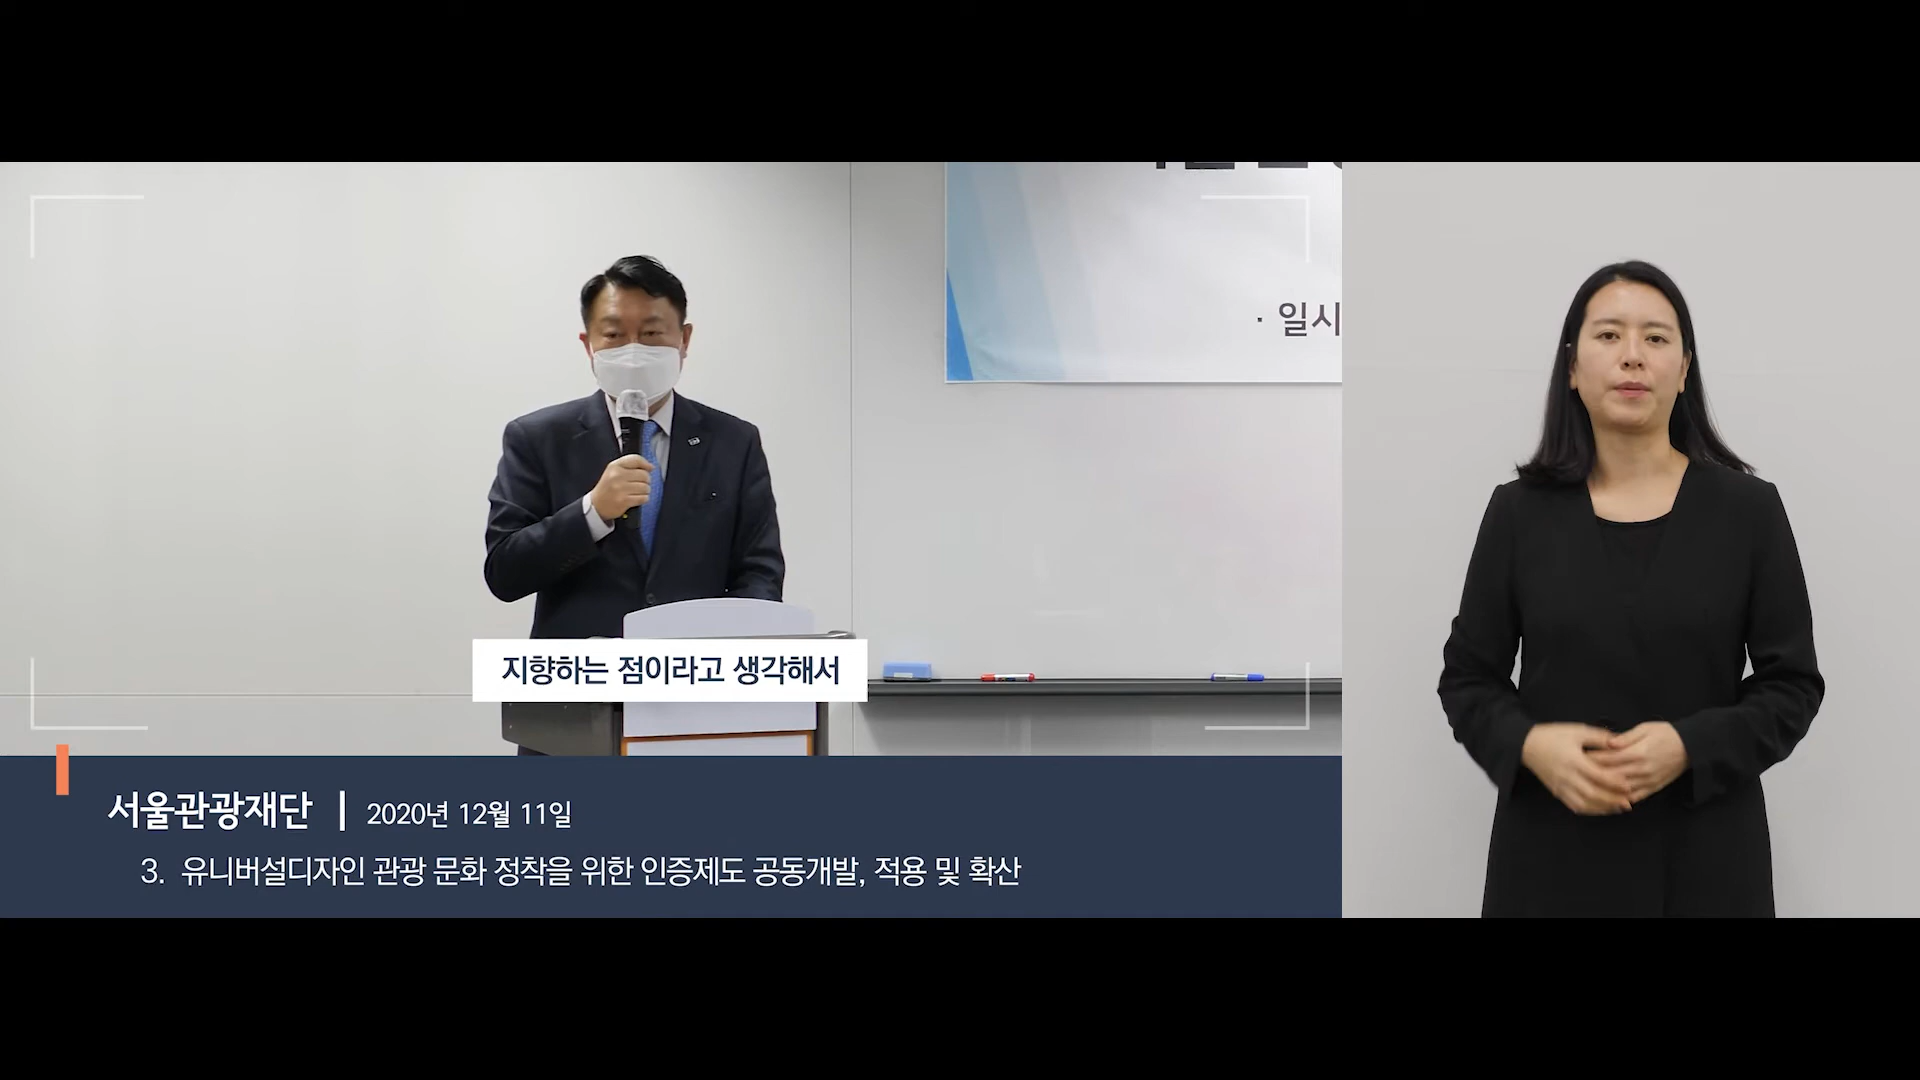 · 일시
지향하는 점이라고 생각해서
서울관광재단 | 2020년 12월 11일
3. 유니버설디자인 관광 문화 정착을 위한 인증제도 공동개발, 적용 및 확산